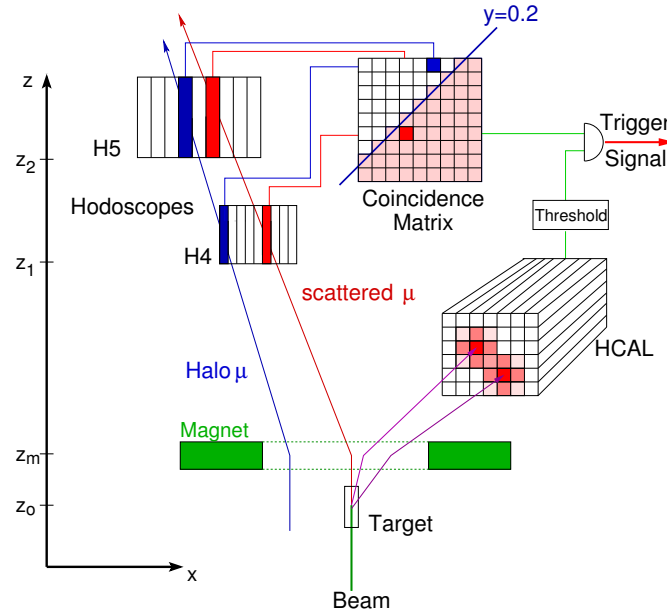 y=0.2
z
H5
z2
Trigger
Signal
Coincidence
Matrix
Hodoscopes
Threshold
H4
z1
scattered μ
HCAL
Halo μ
Magnet
zm
zo
Target
x
Beam